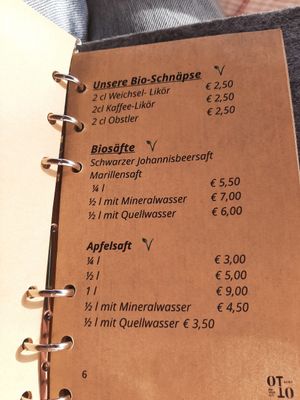 Unsere Bio-Schnäpse
2 cl Weichsel- Likör € 2,50
2cl Kaffee-Likör € 2,50
2 cl Obstler € 2,50
Biosäfte
Schwarzer Johannisbeersaft
Marillensaft
¼ l € 5,50
½ l mit Mineralwasser € 7,00
½ l mit Quellwasser € 6,00
Apfelsaft
¼ l € 3,00
½ l € 5,00
1 l € 9,00
½ l mit Mineralwasser € 4,50
½ l mit Quellwasser € 3,50
6
OT
TO